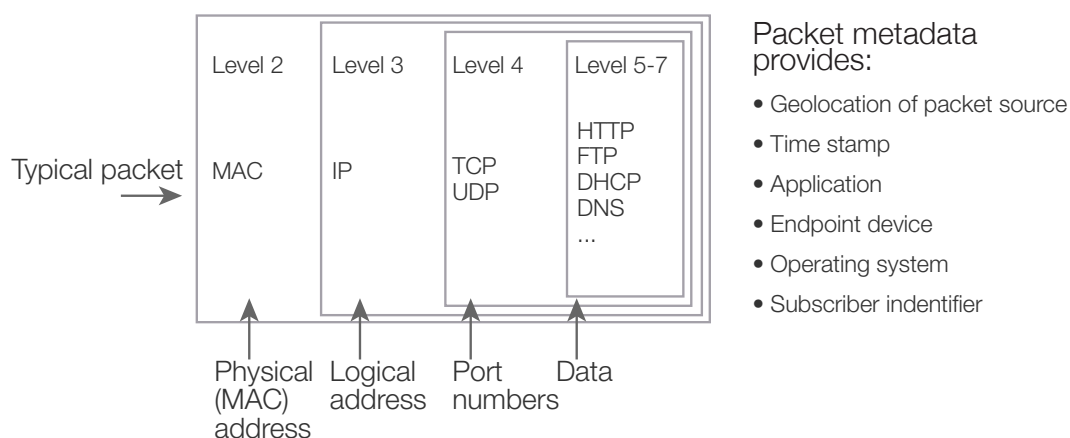 Typical packet
Level 2
MAC
Level 3
IP
Level 4
TCP
UDP
Level 5-7
HTTP
FTP
DHCP
DNS
...
Physical
(MAC)
address
Logical
address
Port
numbers
Data
Packet metadata
provides:
• Geolocation of packet source
• Time stamp
• Application
• Endpoint device
• Operating system
• Subscriber indentifier